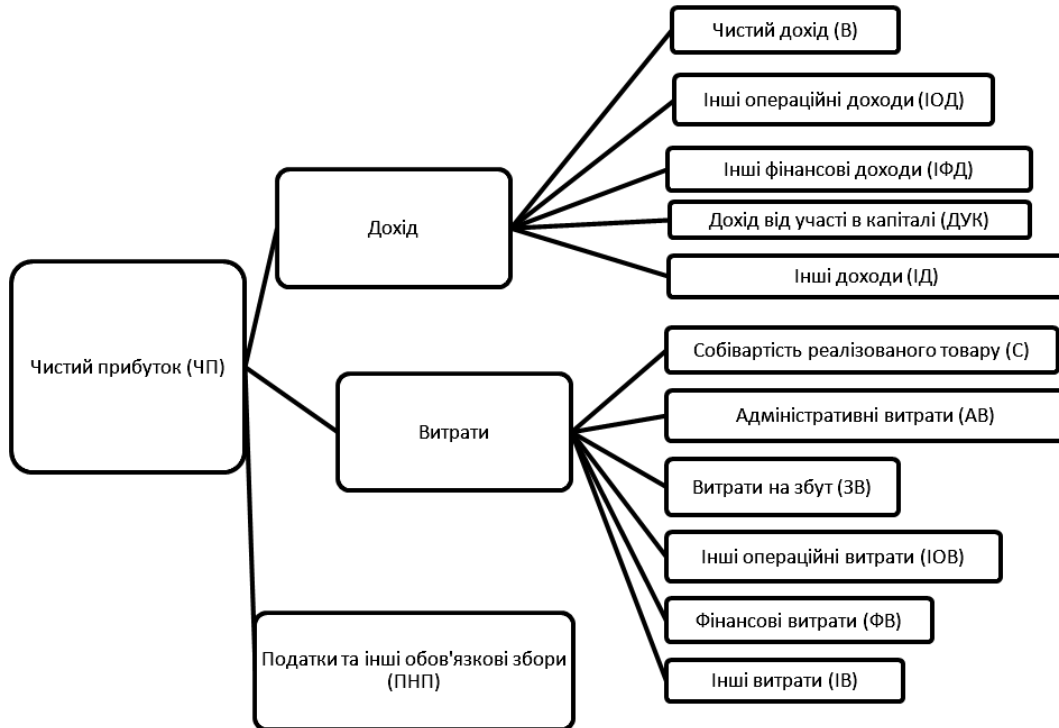 Чистий прибуток (ЧП)
Дохід
Чистий дохід (В)
Інші операційні доходи (ІОД)
Інші фінансові доходи (ІФД)
Дохід від участі в капіталі (ДУК)
Інші доходи (ІД)
Витрати
Собівартість реалізованого товару (С)
Адміністративні витрати (АВ)
Витрати на збут (ЗВ)
Інші операційні витрати (ІОВ)
Фінансові витрати (ФВ)
Інші витрати (ІВ)
Податки та інші обов'язкові збори
(ПНП)